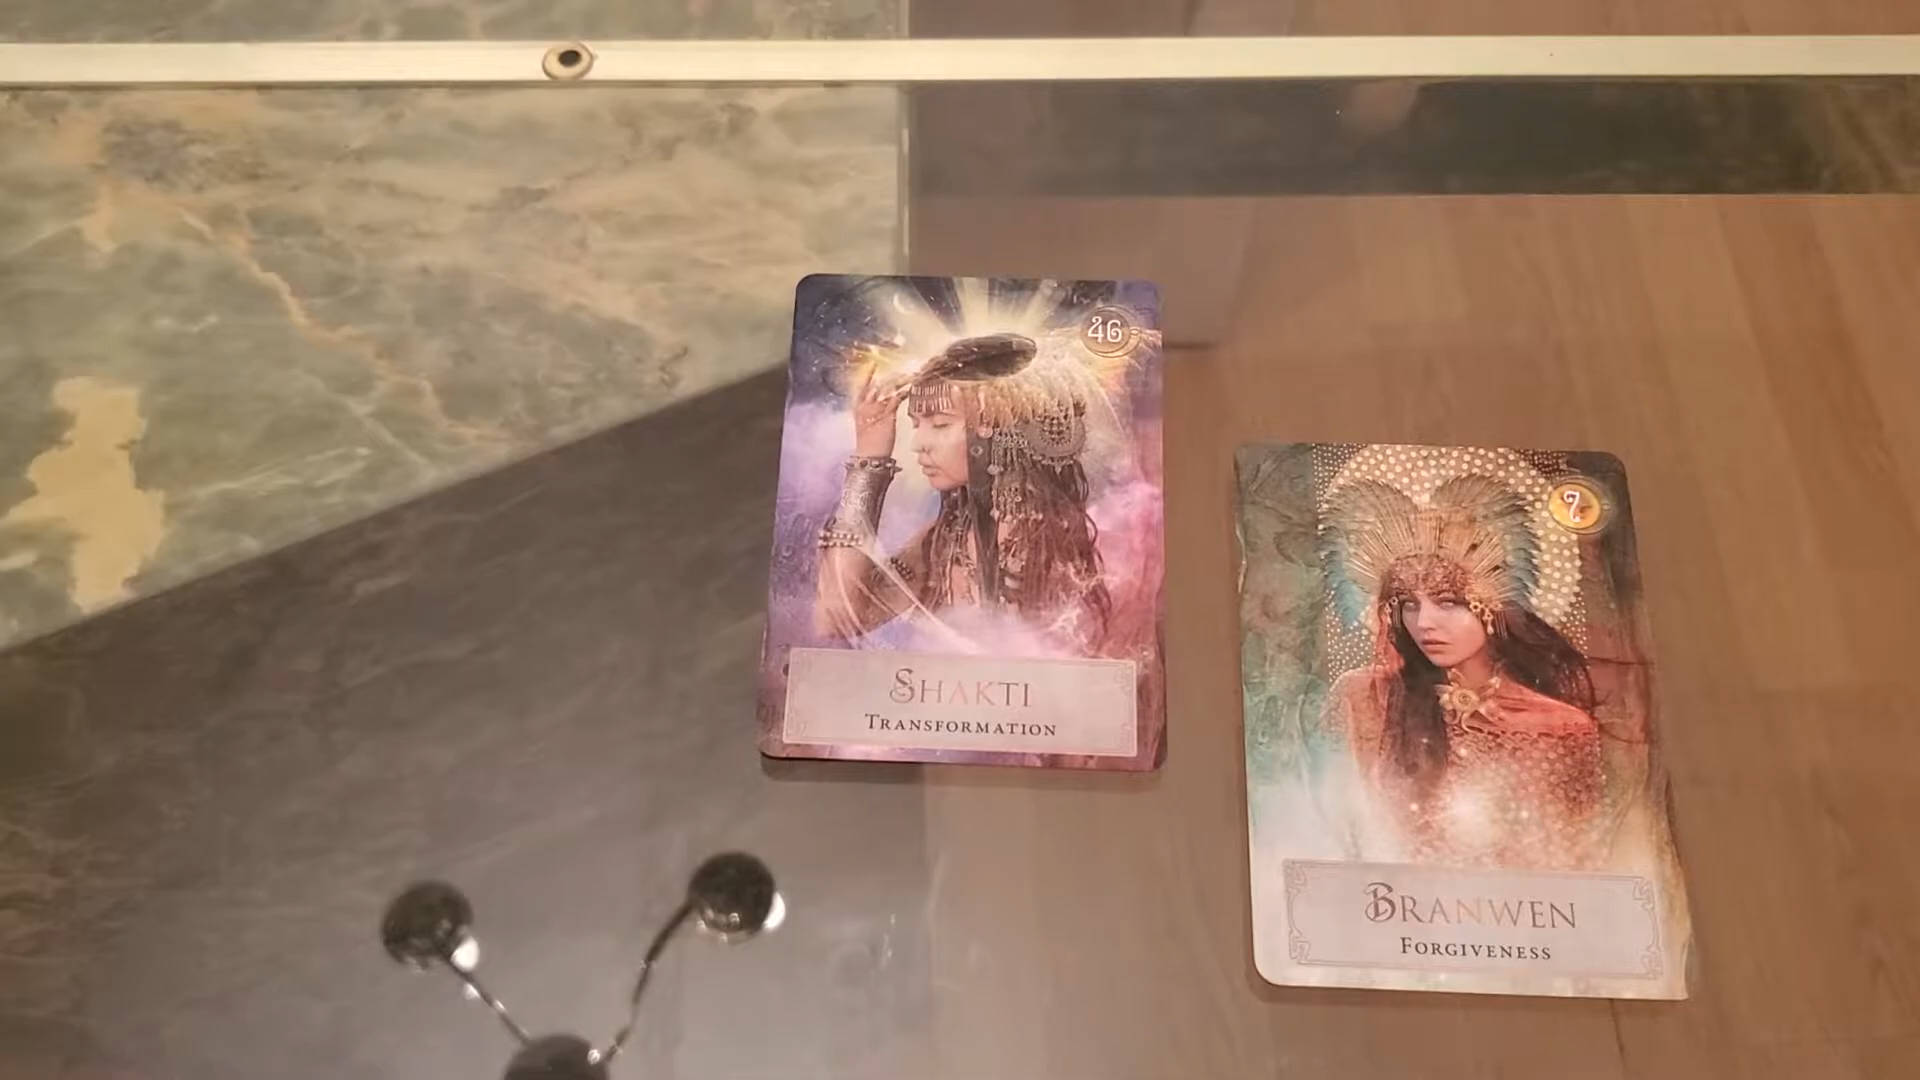 46
SHAKTI
TRANSFORMATION
7
BRANWEN
FORGIVENESS